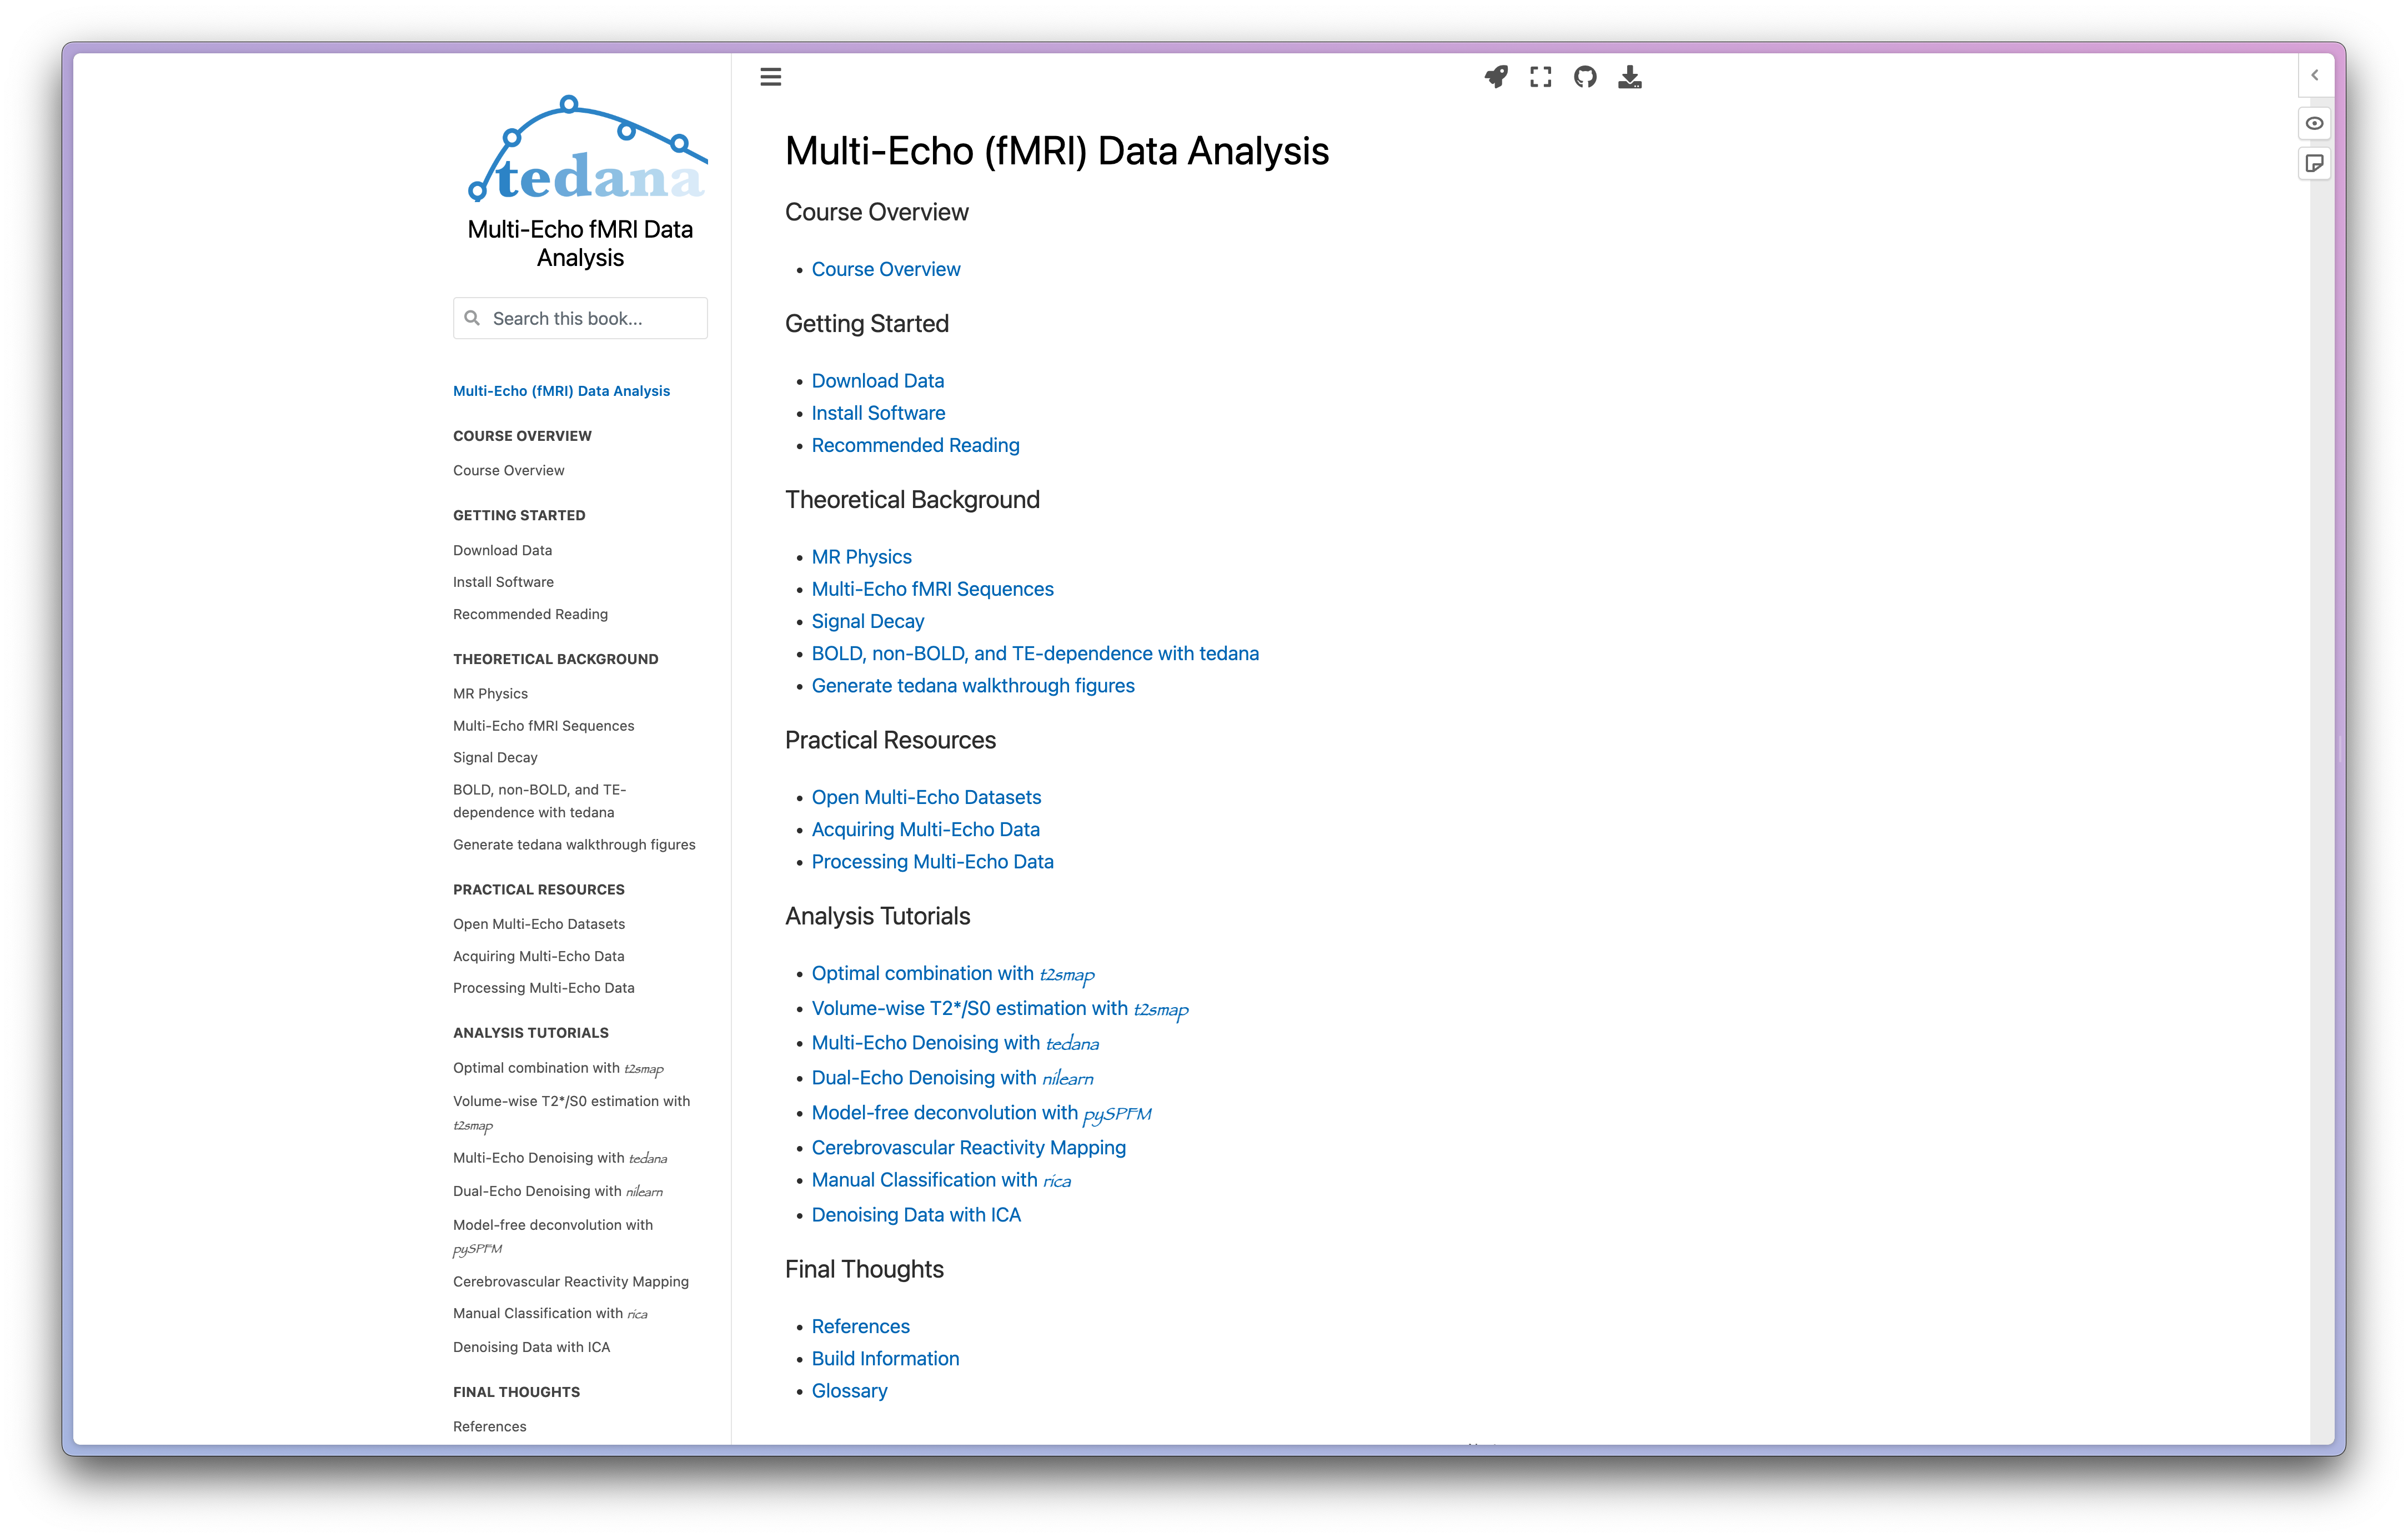 tedana
Multi-Echo fMRI Data
Analysis
Search this book...
Multi-Echo (fMRI) Data Analysis
COURSE OVERVIEW
Course Overview
GETTING STARTED
Download Data
Install Software
Recommended Reading
THEORETICAL BACKGROUND
MR Physics
Multi-Echo fMRI Sequences
Signal Decay
BOLD, non-BOLD, and TE-
dependence with tedana
Generate tedana walkthrough figures
PRACTICAL RESOURCES
Open Multi-Echo Datasets
Acquiring Multi-Echo Data
Processing Multi-Echo Data
ANALYSIS TUTORIALS
Optimal combination with t2smap
Volume-wise T2*/S0 estimation with
t2smap
Multi-Echo Denoising with tedana
Dual-Echo Denoising with nilearn
Model-free deconvolution with
pySPFM
Cerebrovascular Reactivity Mapping
Manual Classification with rica
Denoising Data with ICA
FINAL THOUGHTS
References
Multi-Echo (fMRI) Data Analysis
Course Overview
• Course Overview
Getting Started
• Download Data
• Install Software
• Recommended Reading
Theoretical Background
• MR Physics
• Multi-Echo fMRI Sequences
• Signal Decay
• BOLD, non-BOLD, and TE-dependence with tedana
• Generate tedana walkthrough figures
Practical Resources
• Open Multi-Echo Datasets
• Acquiring Multi-Echo Data
• Processing Multi-Echo Data
Analysis Tutorials
• Optimal combination with t2smap
• Volume-wise T2*/S0 estimation with t2smap
• Multi-Echo Denoising with tedana
• Dual-Echo Denoising with nilearn
• Model-free deconvolution with pySPFM
• Cerebrovascular Reactivity Mapping
• Manual Classification with rica
• Denoising Data with ICA
Final Thoughts
• References
• Build Information
• Glossary